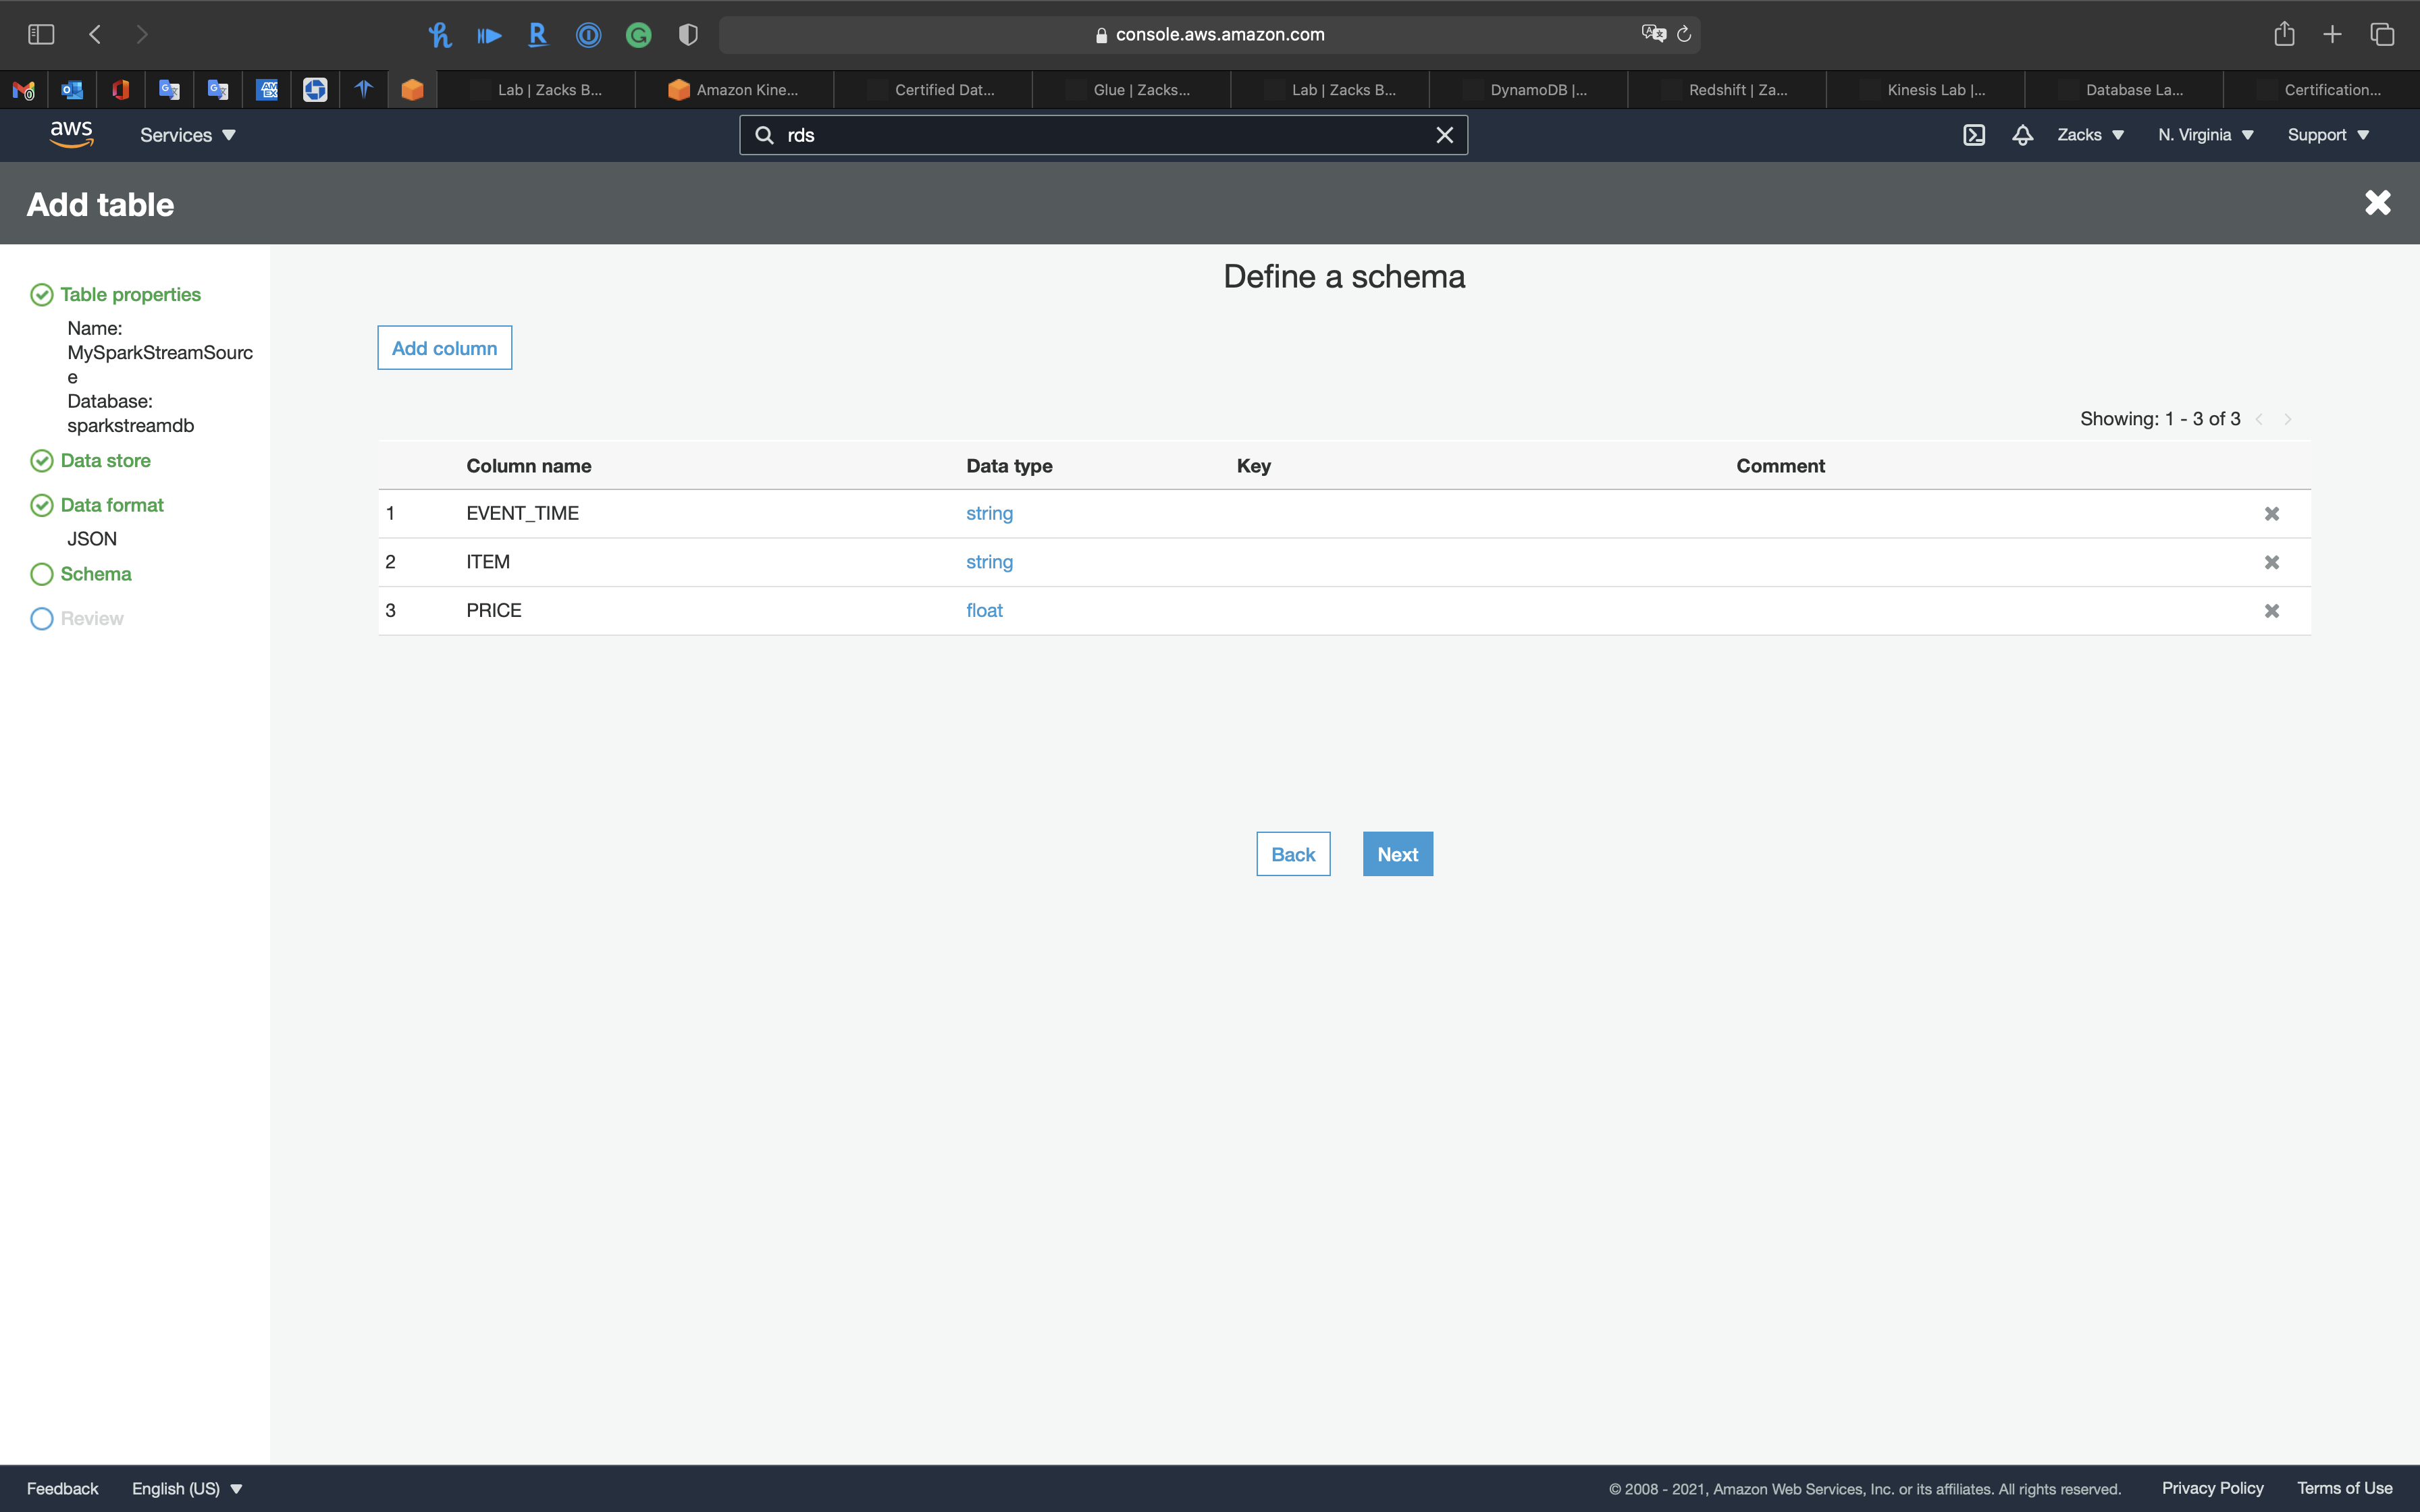 console.aws.amazon.com
Lab | Zacks B...
Amazon Kine...
Certified Dat...
Glue | Zacks...
Lab | Zacks B...
DynamoDB |...
Redshift | Za...
Kinesis Lab |...
Database La...
Certification...
aws
Services
rds
Zacks
N. Virginia
Support
Add table
Table properties
Name:
MySparkStreamSourc
e
Database:
sparkstreamdb
Data store
Data format
JSON
Schema
Review
Define a schema
Add column
Showing: 1 - 3 of 3
Column name Data type Key Comment
1 EVENT_TIME string
2 ITEM string
3 PRICE float
Back
Next
Feedback
English (US)
© 2008 - 2021, Amazon Web Services, Inc. or its affiliates. All rights reserved.
Privacy Policy
Terms of Use